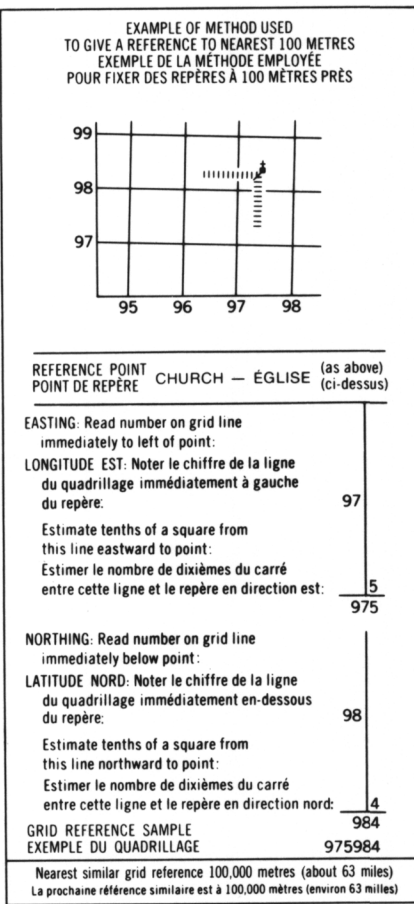 EXAMPLE OF METHOD USED
TO GIVE A REFERENCE TO NEAREST 100 METRES
EXEMPLE DE LA MÉTHODE EMPLOYÉE
POUR FIXER DES REPÈRES À 100 MÈTRES PRÈS
99
98
97
95 96 97 98
REFERENCE POINT
POINT DE REPÈRE
CHURCH — ÉGLISE
(as above)
(ci-dessus)
EASTING: Read number on grid line
immediately to left of point:
LONGITUDE EST: Noter le chiffre de la ligne
du quadrillage immédiatement à gauche
du repère: 97
Estimate tenths of a square from
this line eastward to point:
Estimer le nombre de dixièmes du carré
entre cette ligne et le repère en direction est: 5
975
NORTHING: Read number on grid line
immediately below point:
LATITUDE NORD: Noter le chiffre de la ligne
du quadrillage immédiatement en-dessous
du repère: 98
Estimate tenths of a square from
this line northward to point:
Estimer le nombre de dixièmes du carré
entre cette ligne et le repère en direction nord: 4
984
GRID REFERENCE SAMPLE
EXEMPLE DU QUADRILLAGE 975984
Nearest similar grid reference 100,000 metres (about 63 miles)
La prochaine référence similaire est à 100,000 mètres (environ 63 milles)